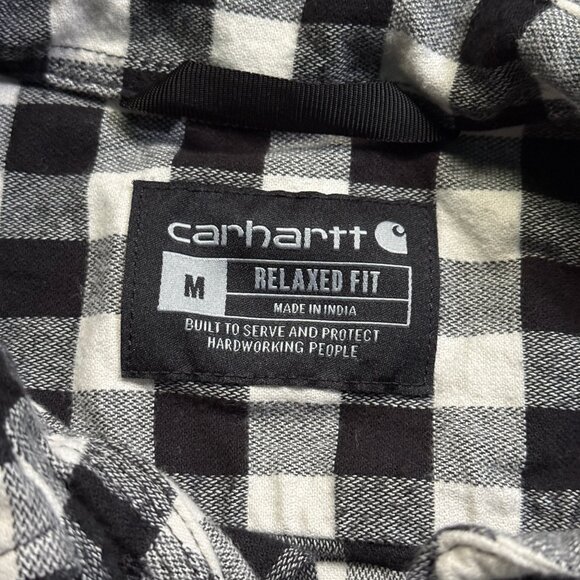 carhartt
M RELAXED FIT
MADE IN INDIA
BUILT TO SERVE AND PROTECT
HARDWORKING PEOPLE